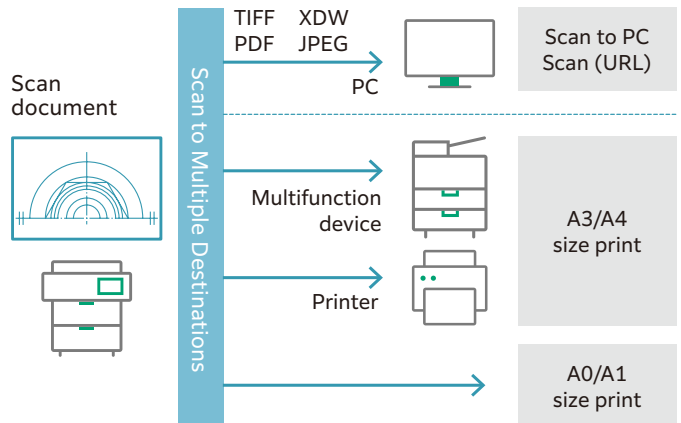 Scan
document
Scan to Multiple Destinations
TIFF XDW
PDF JPEG
PC
Scan to PC
Scan (URL)
Multifunction
device
Printer
A3/A4
size print
A0/A1
size print